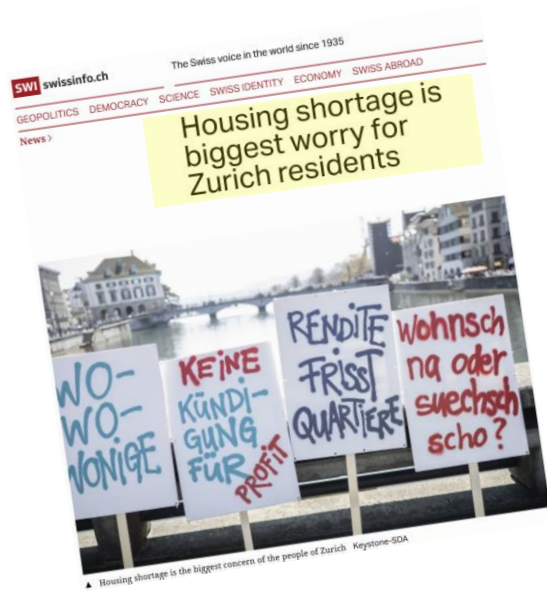 SWI swissinfo.ch
The Swiss voice in the world since 1935
GEOPOLITICS DEMOCRACY SCIENCE SWISS IDENTITY ECONOMY SWISS ABROAD
News >
Housing shortage is
biggest worry for
Zurich residents
WO-
WO-
WONIGE
KEINE
KÜNDI-
GUNG
FÜR
PROFIT
RENDITE
FRISST
QUARTIERE
Wohnsch
na oder
suechsch
scho?
▲ Housing shortage is the biggest concern of the people of Zurich Keystone-SDA